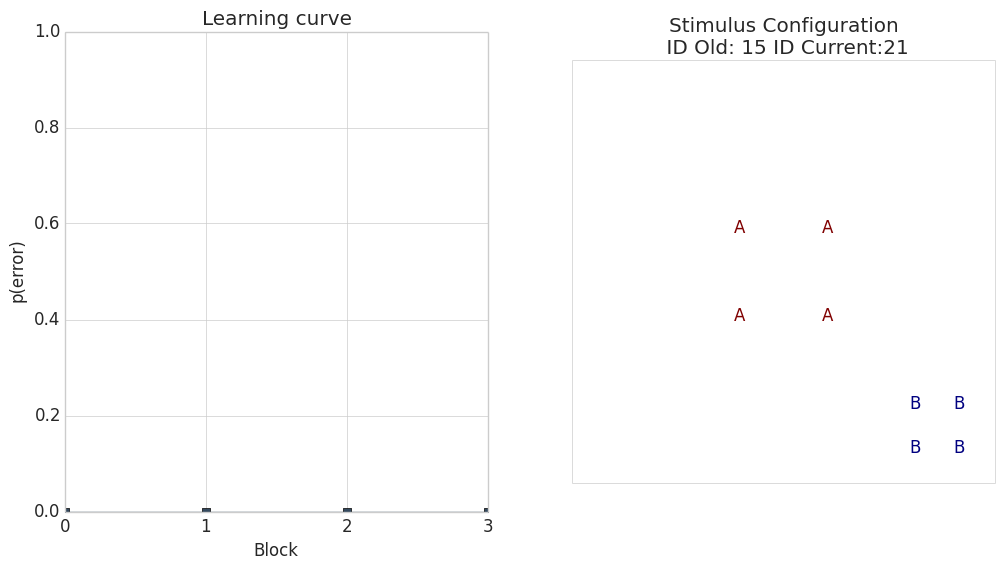 Learning curve
1.0
0.8
0.6
0.4
0.2
0.0
0 1 2 3
p(error)
Block
Stimulus Configuration
ID Old: 15 ID Current:21
A A
A A
B B
B B